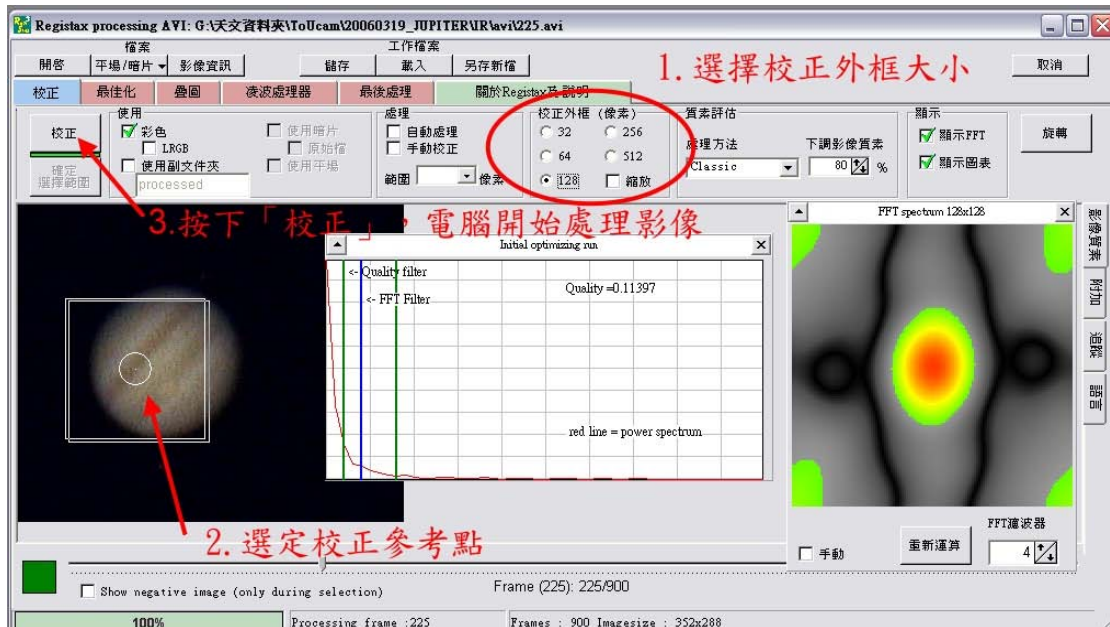 Registax processing AVI: G:\天文資料夾\ToUcam\20060319_JUPITER\IR\avi\225.avi
檔案
工作檔案
開啓
平場/暗片
影像資訊
儲存
載入
另存新檔
取消
1. 選擇校正外框大小
校正
最佳化
疊圖
凌波處理器
最後處理
關於Registax及說明
校正
確定
選擇範圍
使用
彩色
LRGB
使用副文件夾
processed
使用暗片
原始檔
使用平場
處理
自動處理
手動校正
範圍
像素
校正外框 (像素)
32
256
64
512
128
縮放
質素評估
處理方法
Classic
下調影像質素
80 %
顯示
顯示FFT
顯示圖表
旋轉
3.按下「校正」，電腦開始處理影像
Initial optimizing run
<- Quality filter
<- FFT Filter
Quality =0.11397
red line = power spectrum
FFT spectrum 128x128
影像質素
附加
追蹤
語言
2. 選定校正參考點
手動
重新運算
FFT濾波器
4
Show negative image (only during selection)
Frame (225): 225/900
100%
Processing frame :225
Frames : 900 Imagesize : 352x288